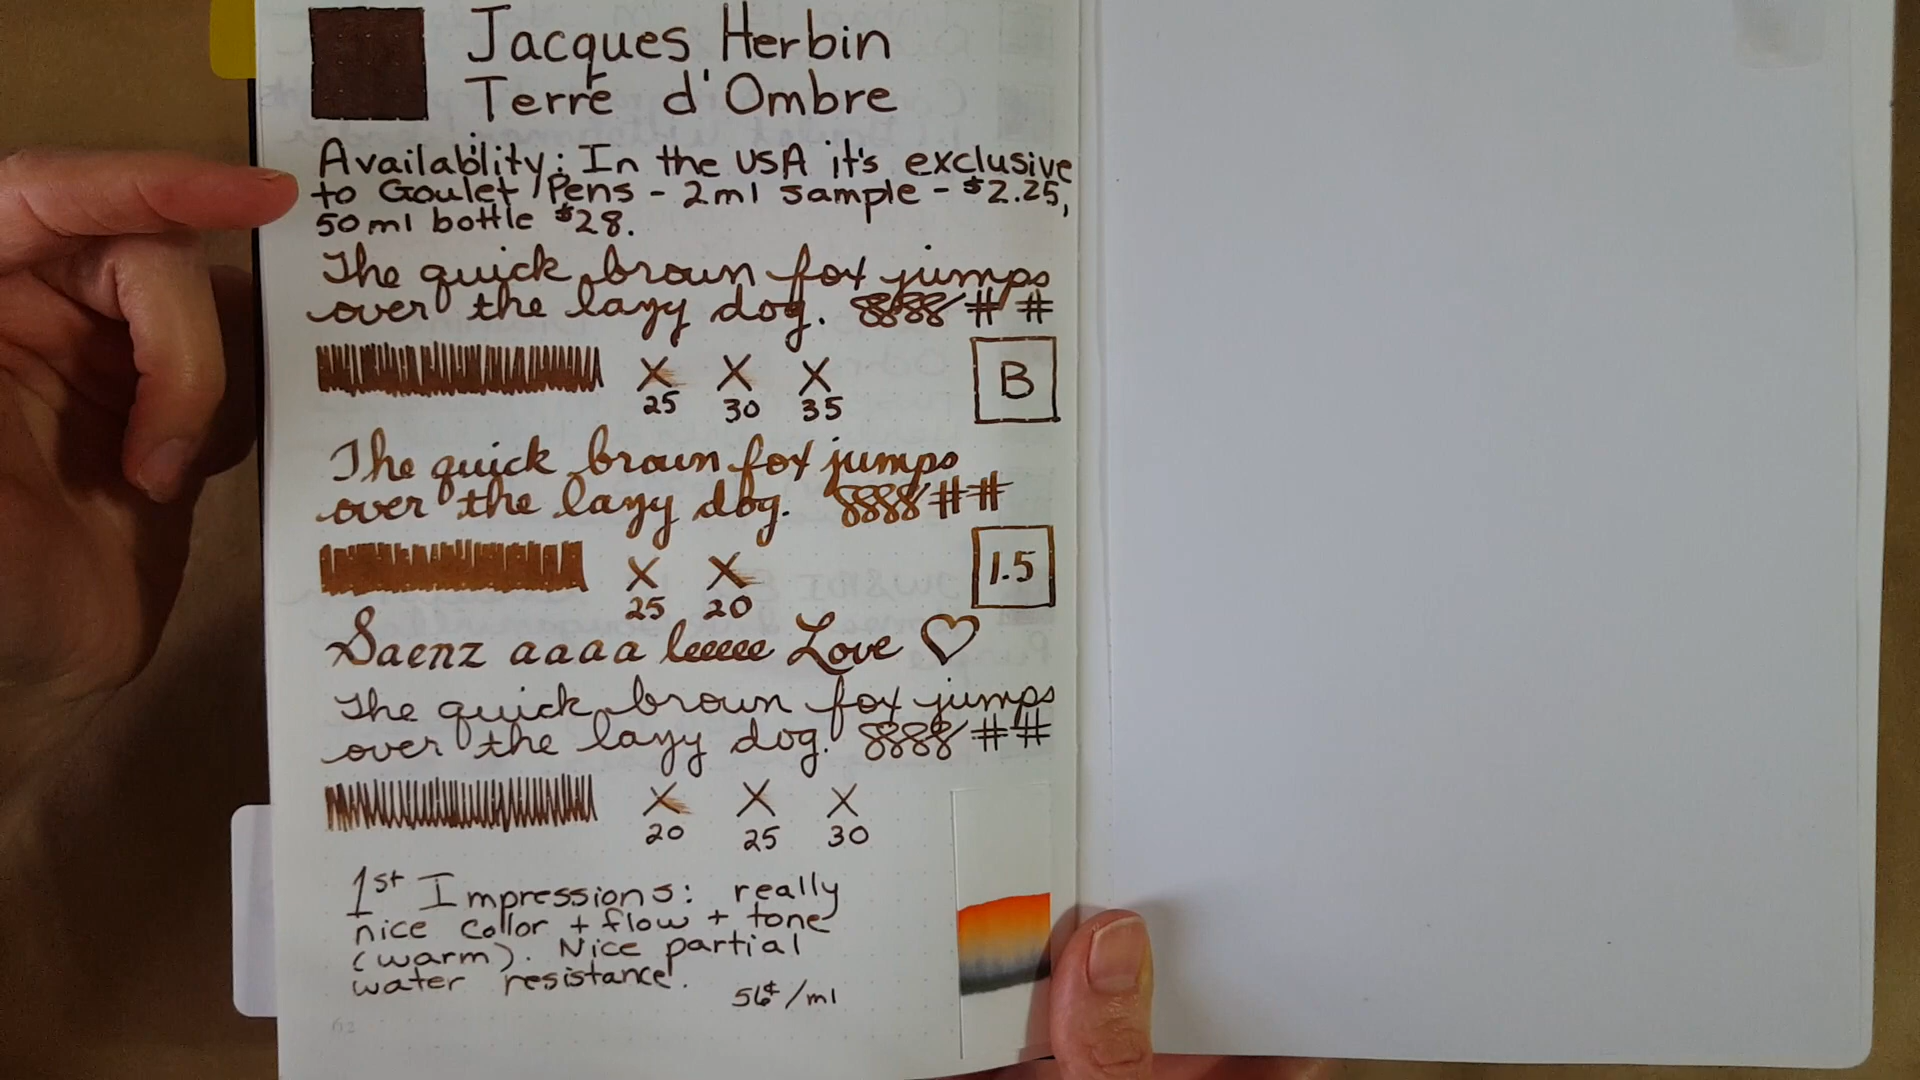 Jacques Herbin
Terre d'Ombre
Availability: In the USA it's exclusive
to Goulet Pens - 2ml sample - $2.25,
50ml bottle $28.
The quick brown fox jumps
over the lazy dog. 8888 # #
X X X
25 30 35
B
The quick brown fox jumps
over the lazy dog. 8888 # #
X X
25 20
1.5
Saenz aaaa leeeee Love ♡
The quick brown fox jumps
over the lazy dog. 8888 # #
X X X
20 25 30
1st Impressions: really
nice color + flow + tone
(warm). Nice partial
water resistance.
56¢/ml
62